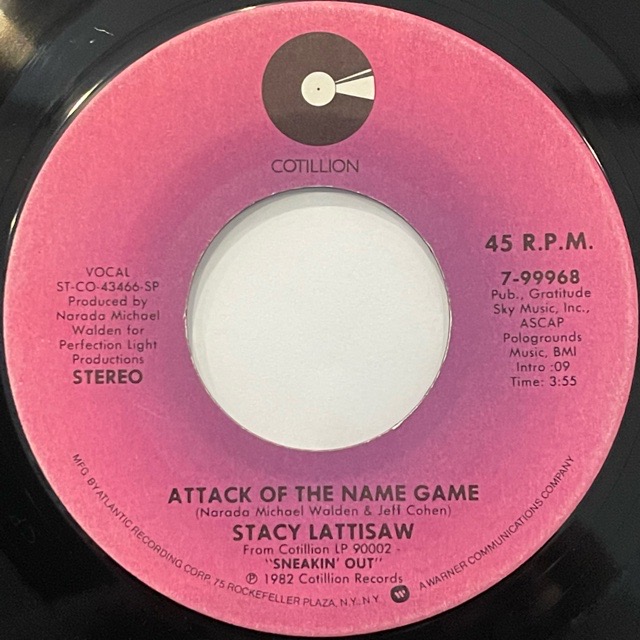 COTILLION
45 R.P.M.
VOCAL
ST-CO-43466-SP
Produced by
Narada Michael
Walden for
Perfection Light
Productions
STEREO
7-99968
Pub., Gratitude
Sky Music, Inc.,
ASCAP
Pologrounds
Music, BMI
Intro :09
Time: 3:55
ATTACK OF THE NAME GAME
(Narada Michael Walden & Jeff Cohen)
STACY LATTISAW
From Cotillion LP 90002 -
"SNEAKIN' OUT"
℗ 1982 Cotillion Records
MFG. BY ATLANTIC RECORDING CORP. 75 ROCKEFELLER PLAZA, N.Y., N.Y. A WARNER COMMUNICATIONS COMPANY